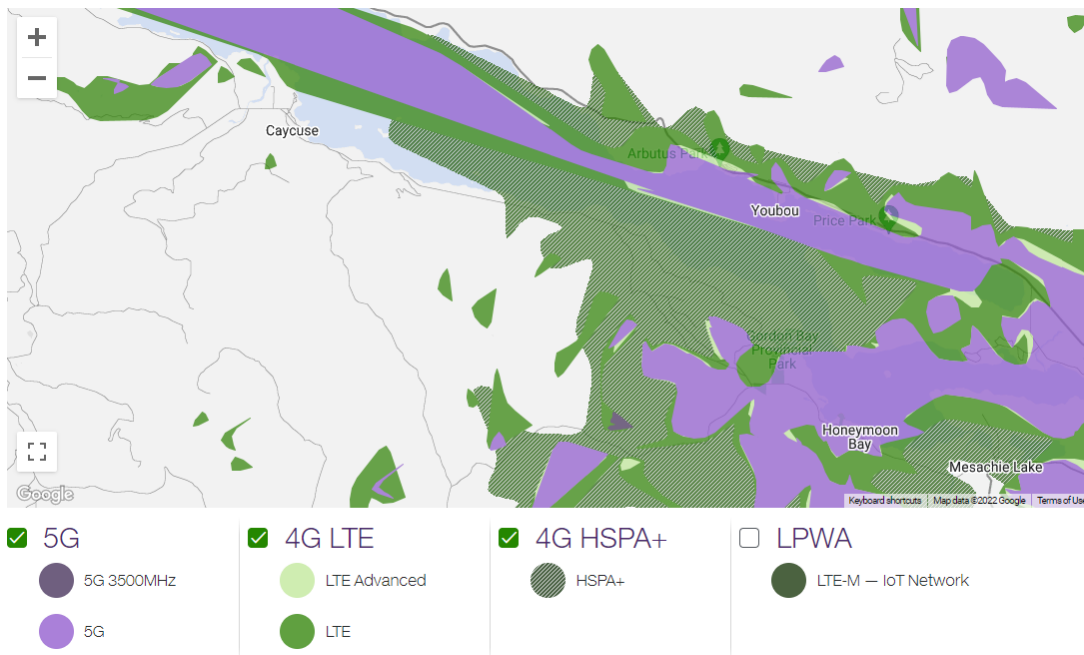 +
−
Caycuse
Arbutus Park
Youbou
Price Park
Gordon Bay
Provincial
Park
Honeymoon
Bay
Mesachie Lake
Google
Keyboard shortcuts
Map data ©2022 Google
Terms of Use
5G
5G 3500MHz
5G
4G LTE
LTE Advanced
LTE
4G HSPA+
HSPA+
LPWA
LTE-M — IoT Network